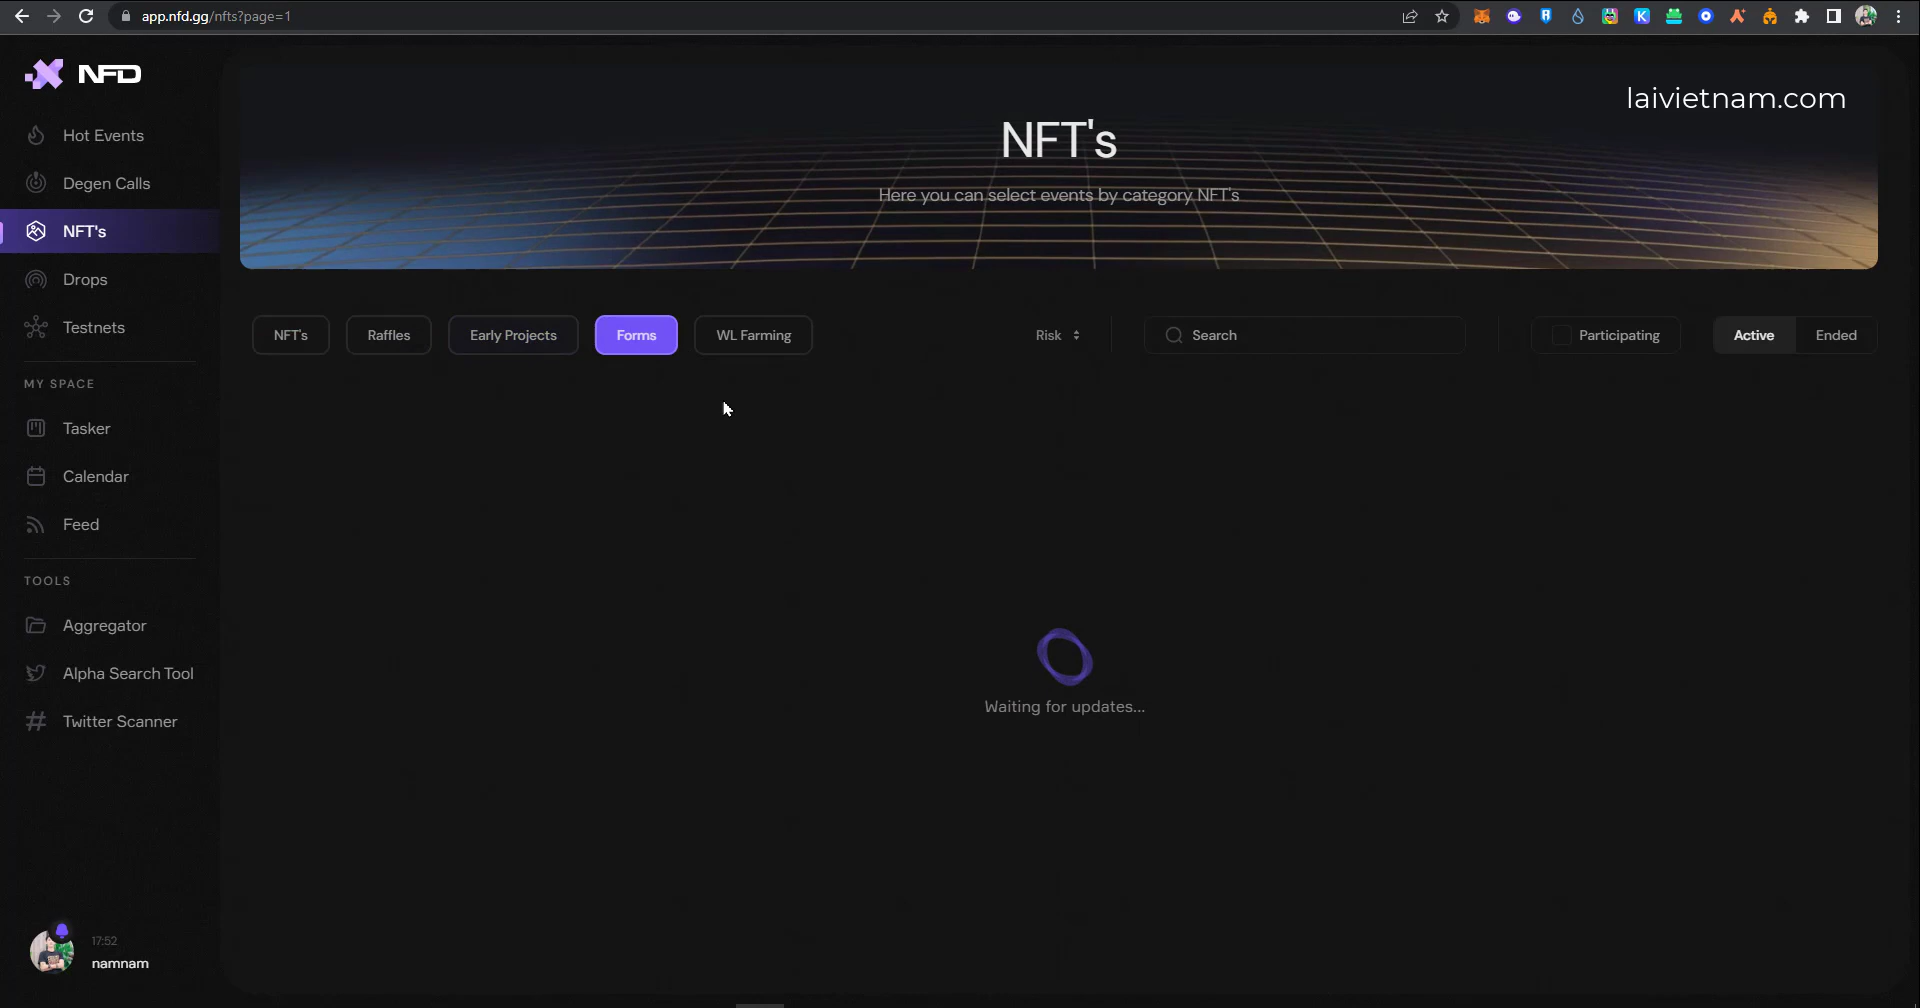 app.nfd.gg/nfts?page=1
NFD
Hot Events
Degen Calls
NFT's
Drops
Testnets
MY SPACE
Tasker
Calendar
Feed
TOOLS
Aggregator
Alpha Search Tool
Twitter Scanner
17:52
namnam
laivietnam.com
NFT's
Here you can select events by category NFT's
NFT's Raffles Early Projects Forms WL Farming Risk Search Participating Active Ended
Waiting for updates...